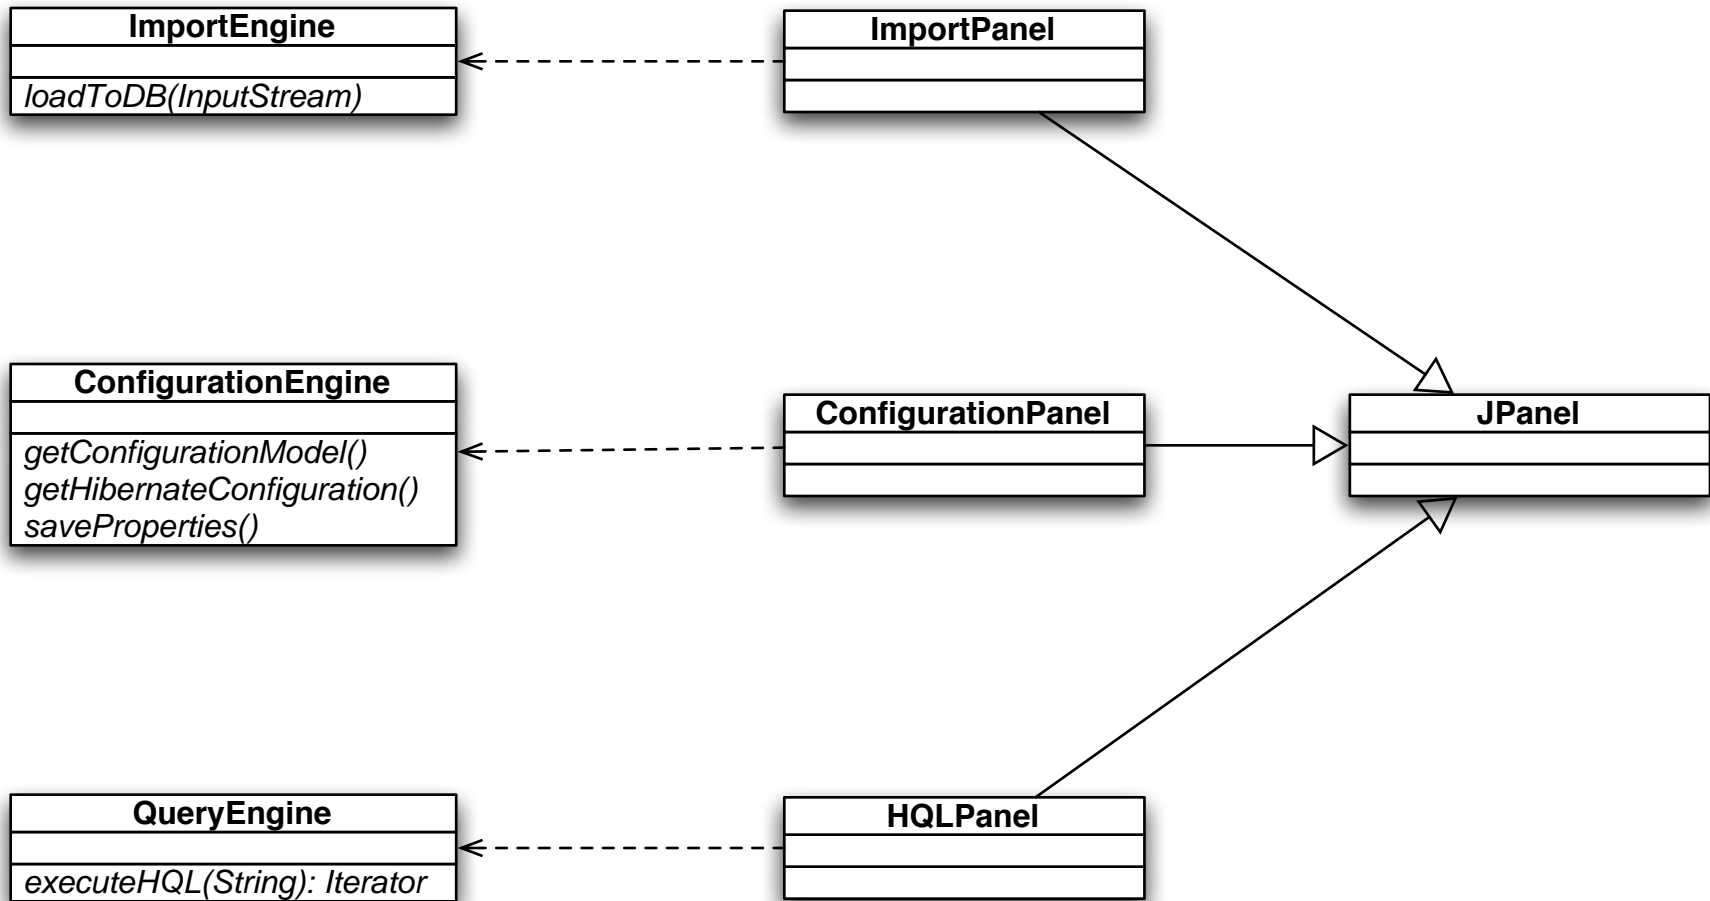 ImportEngine
loadToDB(InputStream)
ImportPanel
ConfigurationEngine
getConfigurationModel()
getHibernateConfiguration()
saveProperties()
ConfigurationPanel
JPanel
QueryEngine
executeHQL(String): Iterator
HQLPanel